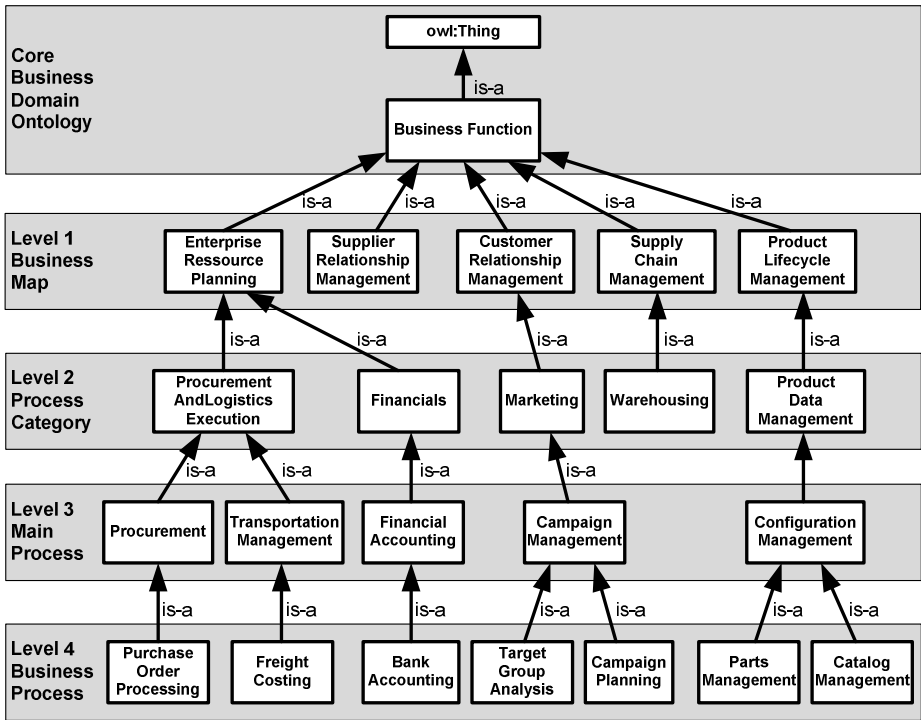 owl:Thing
Core
Business
Domain
Ontology
is-a
Business Function
is-a
is-a
is-a
is-a
is-a
Level 1
Business
Map
Enterprise
Ressource
Planning
Supplier
Relationship
Management
Customer
Relationship
Management
Supply
Chain
Management
Product
Lifecycle
Management
is-a
is-a
is-a
is-a
is-a
Level 2
Process
Category
Procurement
AndLogistics
Execution
Financials
Marketing
Warehousing
Product
Data
Management
is-a
is-a
is-a
is-a
Level 3
Main
Process
Procurement
Transportation
Management
Financial
Accounting
Campaign
Management
Configuration
Management
is-a
is-a
is-a
is-a
is-a
is-a
is-a
Level 4
Business
Process
Purchase
Order
Processing
Freight
Costing
Bank
Accounting
Target
Group
Analysis
Campaign
Planning
Parts
Management
Catalog
Management